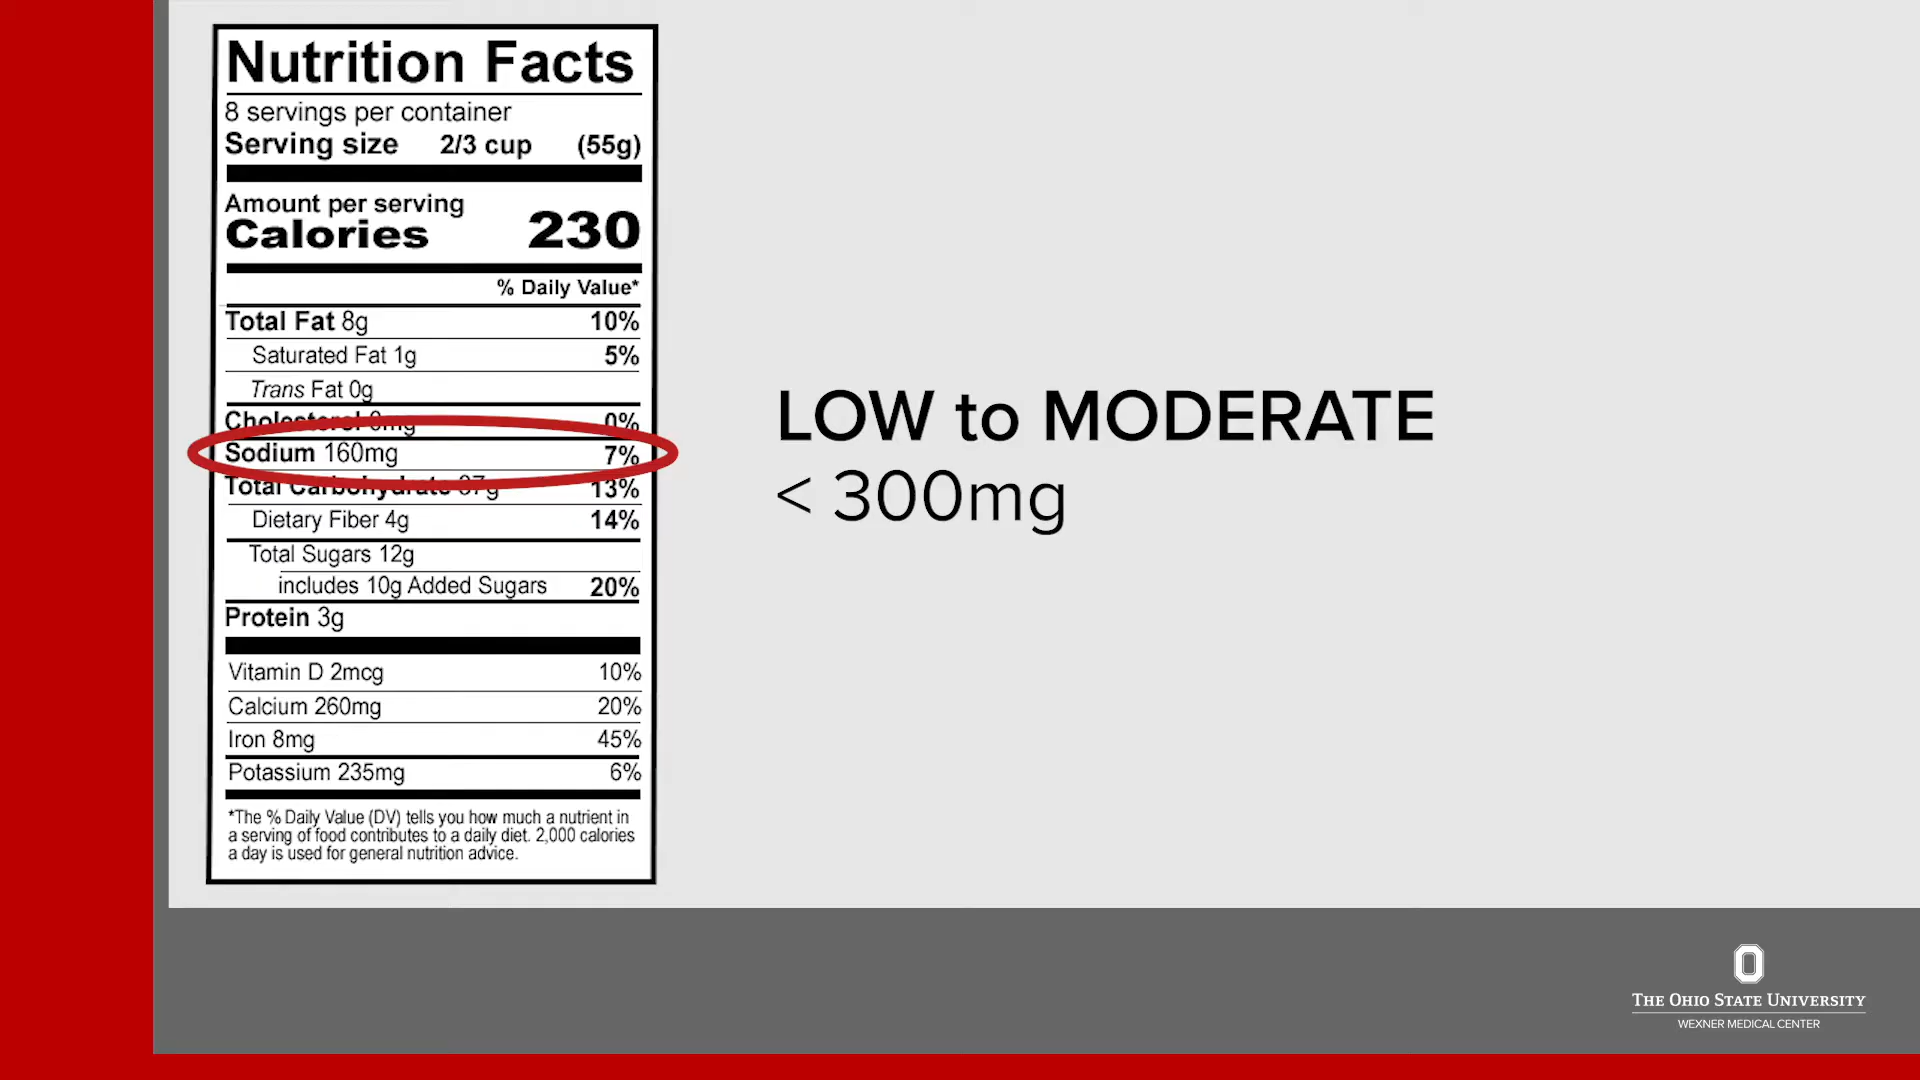 Nutrition Facts
8 servings per container
Serving size 2/3 cup (55g)
Amount per serving
Calories 230
% Daily Value*
Total Fat 8g 10%
Saturated Fat 1g 5%
Trans Fat 0g
Cholesterol 0mg 0%
Sodium 160mg 7%
Total Carbohydrate 37g 13%
Dietary Fiber 4g 14%
Total Sugars 12g
includes 10g Added Sugars 20%
Protein 3g
Vitamin D 2mcg 10%
Calcium 260mg 20%
Iron 8mg 45%
Potassium 235mg 6%
*The % Daily Value (DV) tells you how much a nutrient in
a serving of food contributes to a daily diet. 2,000 calories
a day is used for general nutrition advice.
LOW to MODERATE
< 300mg
THE OHIO STATE UNIVERSITY
WEXNER MEDICAL CENTER